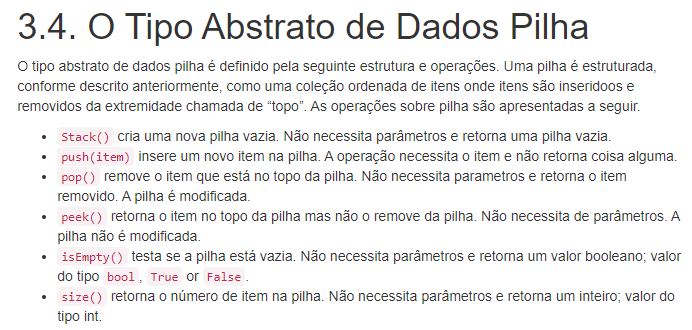 3.4. O Tipo Abstrato de Dados Pilha
O tipo abstrato de dados pilha é definido pela seguinte estrutura e operações. Uma pilha é estruturada,
conforme descrito anteriormente, como uma coleção ordenada de itens onde itens são inseridoos e
removidos da extremidade chamada de “topo”. As operações sobre pilha são apresentadas a seguir.
• Stack() cria uma nova pilha vazia. Não necessita parâmetros e retorna uma pilha vazia.
• push(item) insere um novo item na pilha. A operação necessita o item e não retorna coisa alguma.
• pop() remove o item que está no topo da pilha. Não necessita parametros e retorna o item
removido. A pilha é modificada.
• peek() retorna o item no topo da pilha mas não o remove da pilha. Não necessita de parâmetros. A
pilha não é modificada.
• isEmpty() testa se a pilha está vazia. Não necessita parâmetros e retorna um valor booleano; valor
do tipo bool, True or False.
• size() retorna o número de item na pilha. Não necessita parâmetros e retorna um inteiro; valor do
tipo int.